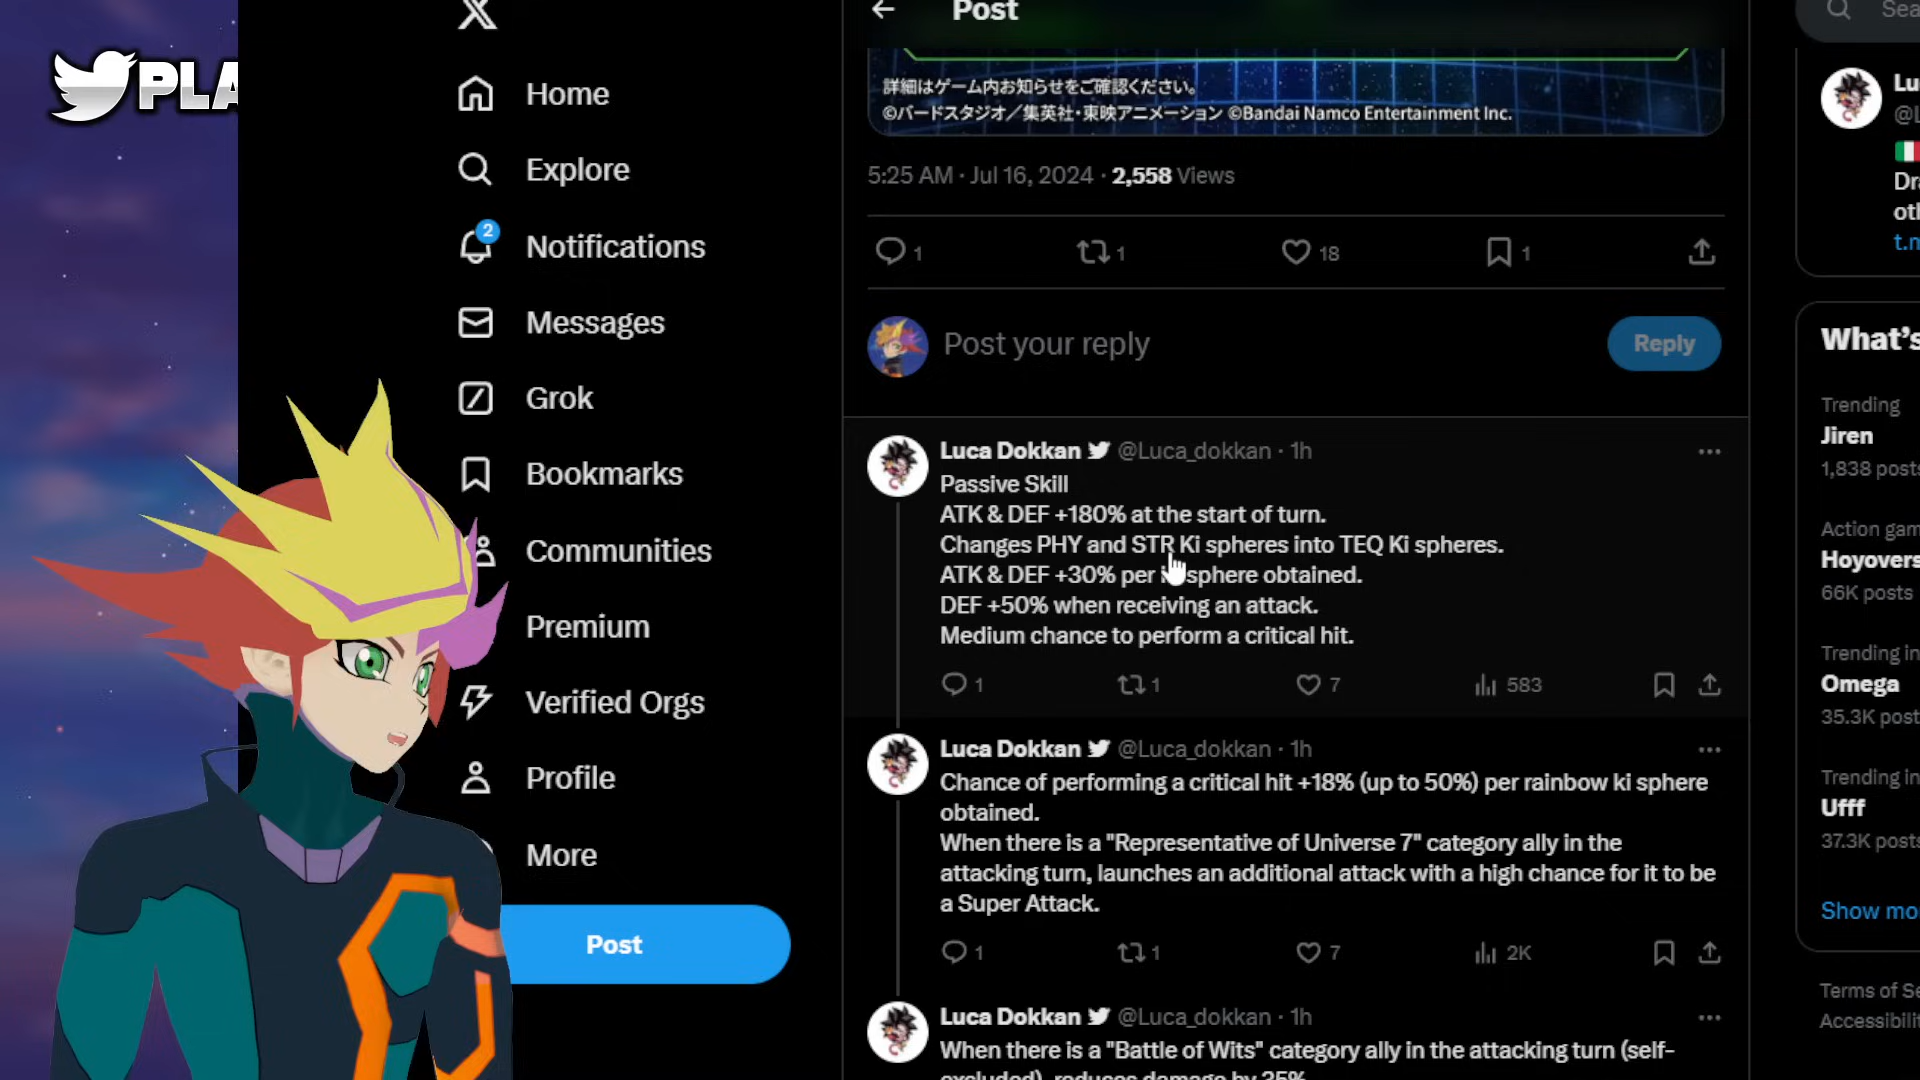 PLA
X
Home
Explore
2
Notifications
Messages
Grok
Bookmarks
Communities
Premium
Verified Orgs
Profile
More
Post
Post
詳細はゲーム内お知らせをご確認ください。
©バードスタジオ／集英社・東映アニメーション ©Bandai Namco Entertainment Inc.
5:25 AM · Jul 16, 2024 · 2,558 Views
1 1 18 1
Post your reply
Reply
Luca Dokkan @Luca_dokkan · 1h
Passive Skill
ATK & DEF +180% at the start of turn.
Changes PHY and STR Ki spheres into TEQ Ki spheres.
ATK & DEF +30% per sphere obtained.
DEF +50% when receiving an attack.
Medium chance to perform a critical hit.
1 1 7 583
Luca Dokkan @Luca_dokkan · 1h
Chance of performing a critical hit +18% (up to 50%) per rainbow ki sphere
obtained.
When there is a "Representative of Universe 7" category ally in the
attacking turn, launches an additional attack with a high chance for it to be
a Super Attack.
1 1 7 2K
Luca Dokkan @Luca_dokkan · 1h
When there is a "Battle of Wits" category ally in the attacking turn (self-
excluded), reduces damage by 35%
Sea
Lu
@L
Dra
oth
t.m
What's
Trending
Jiren
1,838 posts
Action gam
Hoyovers
66K posts
Trending in
Omega
35.3K post
Trending in
Ufff
37.3K posts
Show mo
Terms of Se
Accessibili